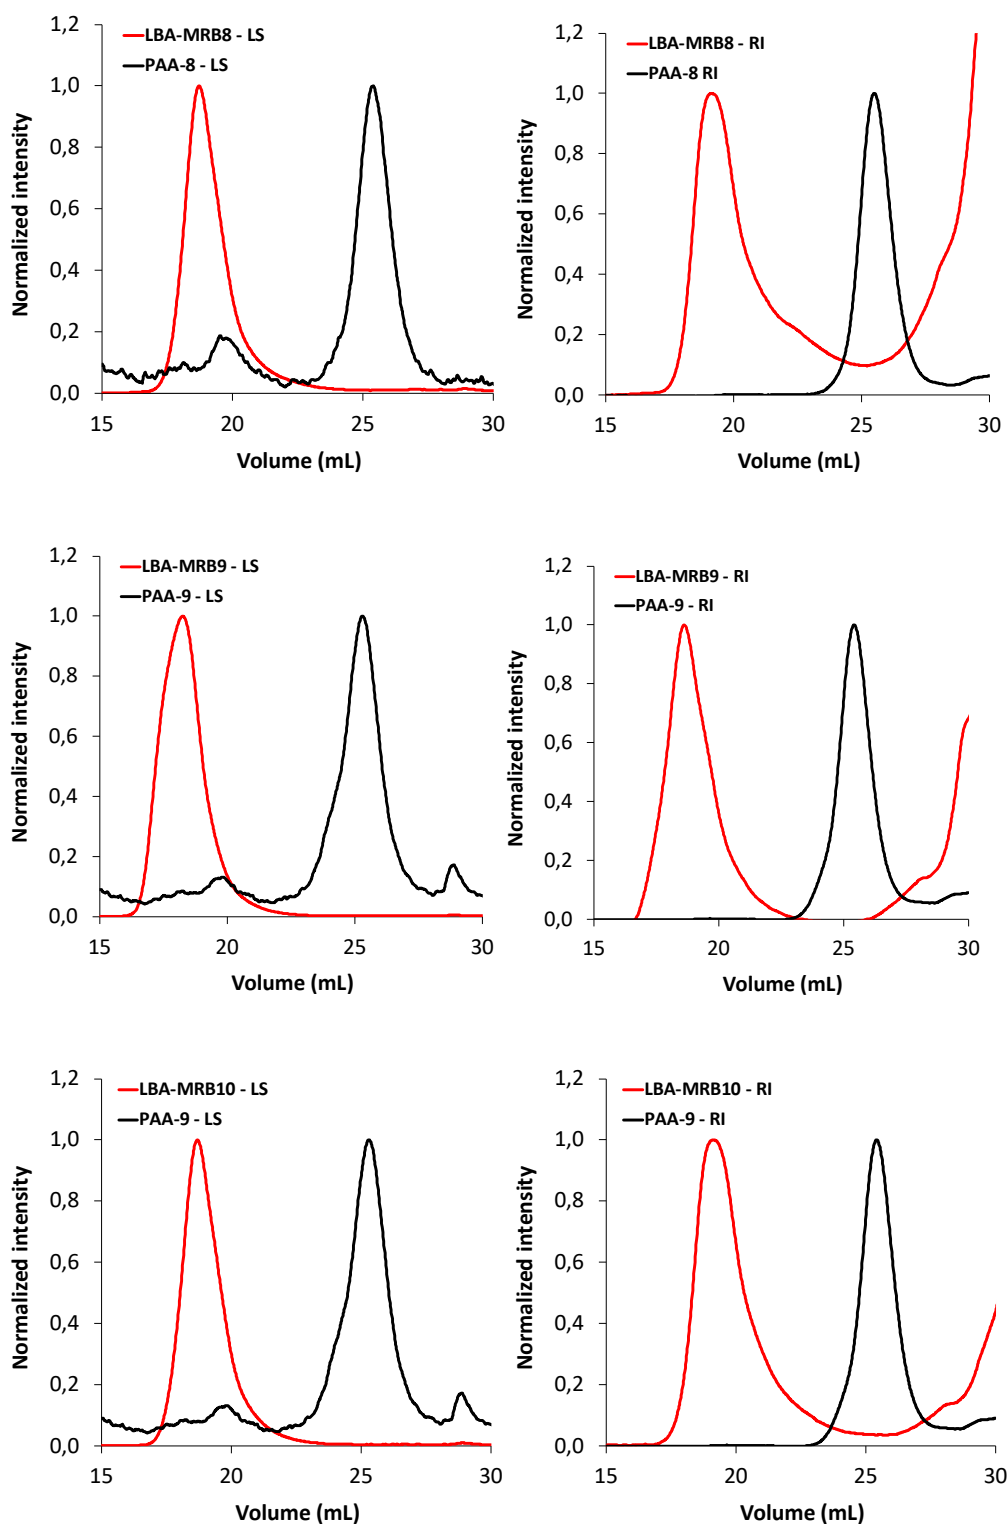 LBA-MRB8 - LS
PAA-8 - LS
Normalized intensity
1,2
1,0
0,8
0,6
0,4
0,2
0,0
15 20 25 30
Volume (mL)
LBA-MRB8 - RI
PAA-8 RI
Normalized intensity
1,2
1,0
0,8
0,6
0,4
0,2
0,0
15 20 25 30
Volume (mL)
LBA-MRB9 - LS
PAA-9 - LS
Normalized intensity
1,2
1,0
0,8
0,6
0,4
0,2
0,0
15 20 25 30
Volume (mL)
LBA-MRB9 - RI
PAA-9 - RI
Normalized intensity
1,2
1,0
0,8
0,6
0,4
0,2
0,0
15 20 25 30
Volume (mL)
LBA-MRB10 - LS
PAA-9 - LS
Normalized intensity
1,2
1,0
0,8
0,6
0,4
0,2
0,0
15 20 25 30
Volume (mL)
LBA-MRB10 - RI
PAA-9 - RI
Normalized intensity
1,2
1,0
0,8
0,6
0,4
0,2
0,0
15 20 25 30
Volume (mL)